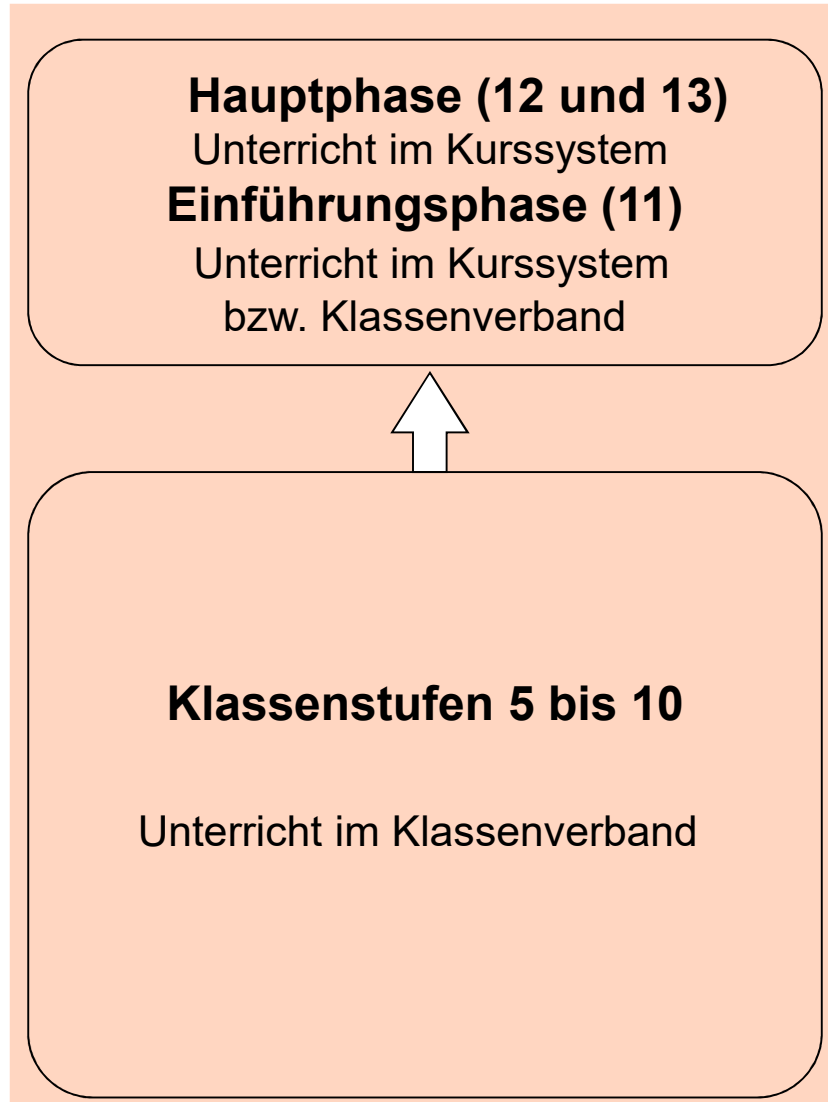 Hauptphase (12 und 13)
Unterricht im Kurssystem
Einführungsphase (11)
Unterricht im Kurssystem
bzw. Klassenverband
Klassenstufen 5 bis 10
Unterricht im Klassenverband